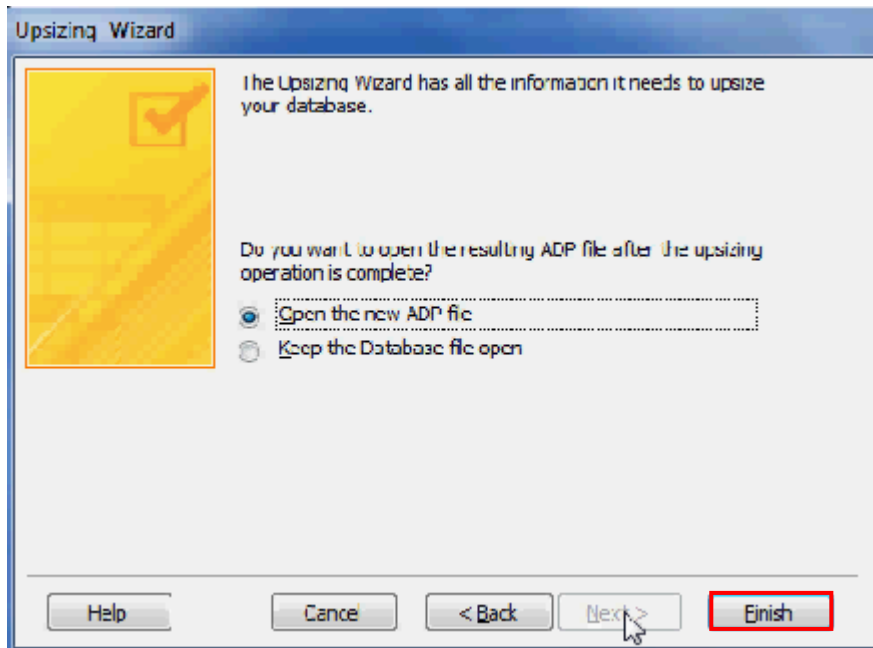 Upsizing Wizard
The Upsizing Wizard has all the information it needs to upsize
your database.
Do you want to open the resulting ADP file after the upsizing
operation is complete?
Open the new ADP file
Keep the Database file open
Help
Cancel
< Back
Next >
Finish